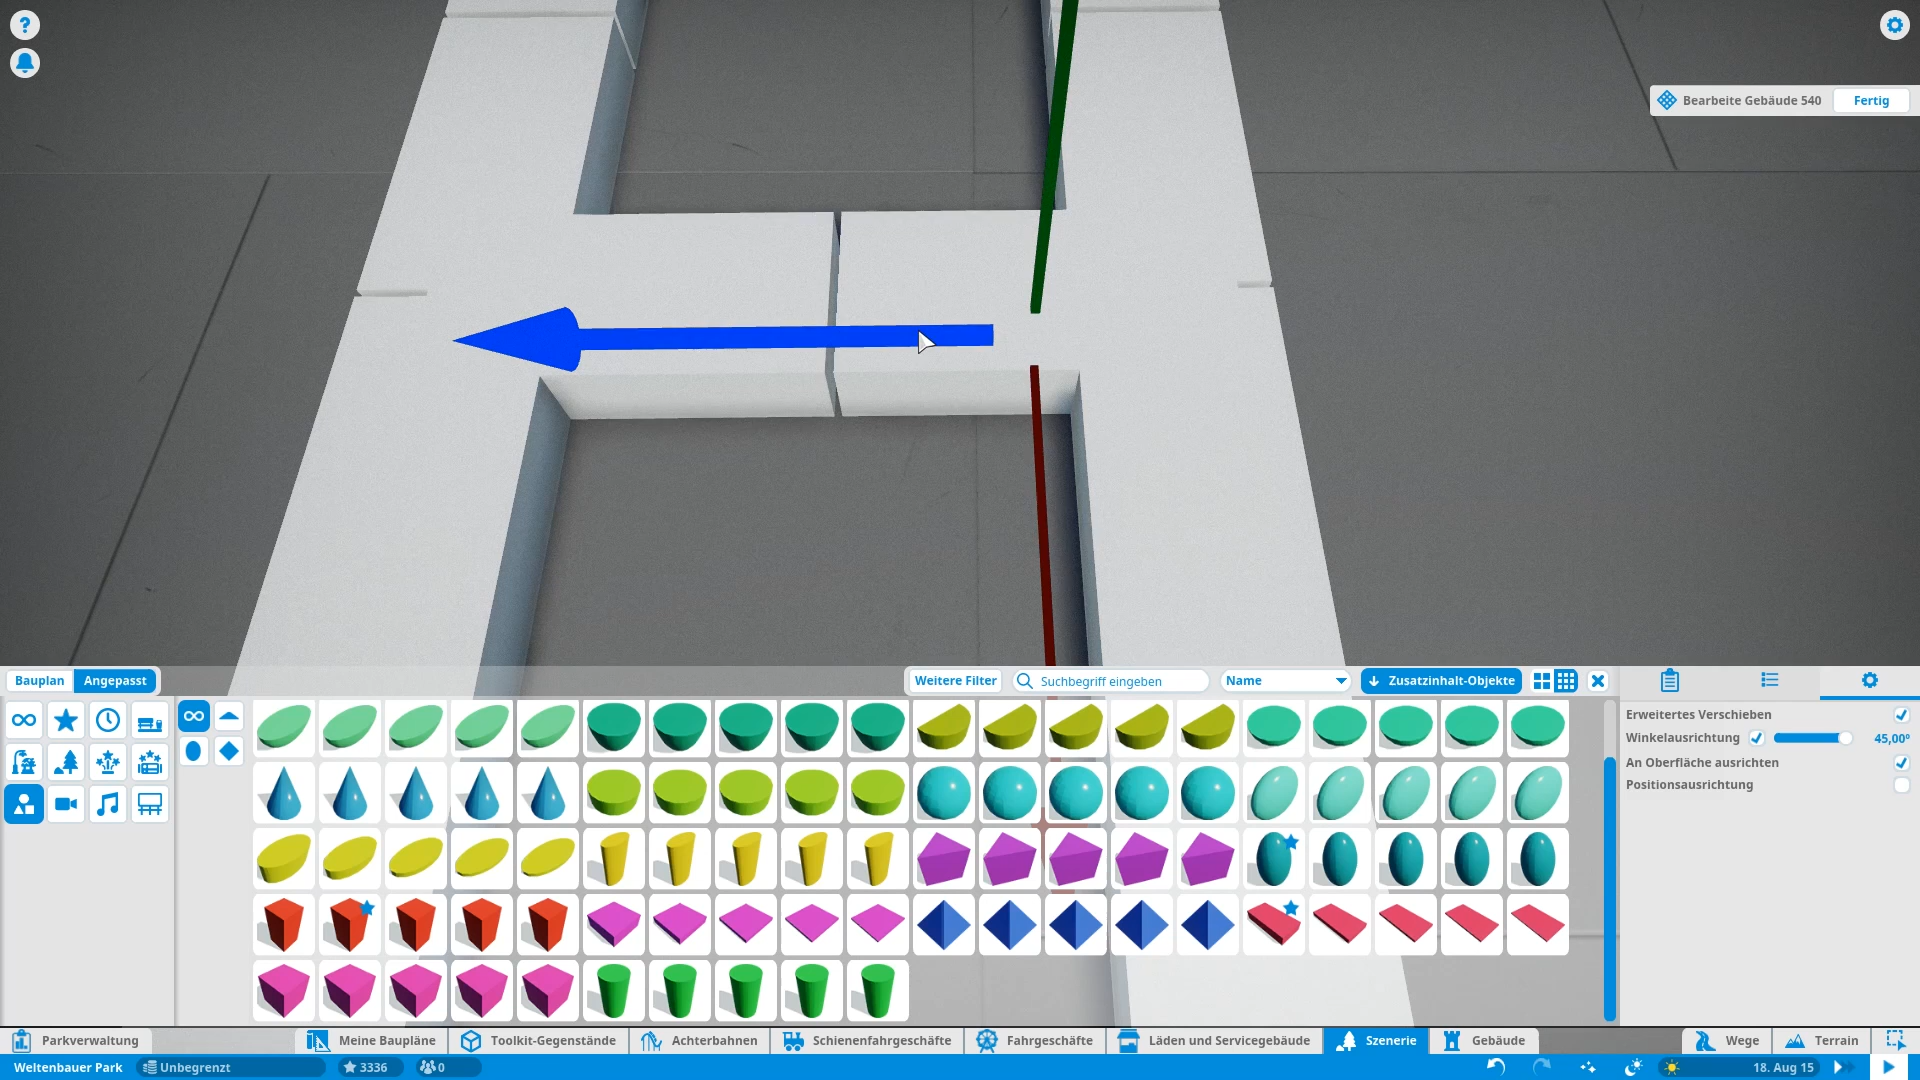 ?
Bearbeite Gebäude 540
Fertig
Bauplan
Angepasst
Weitere Filter
Suchbegriff eingeben
Name
Zusatzinhalt-Objekte
Erweitertes Verschieben
Winkelausrichtung
45,00°
An Oberfläche ausrichten
Positionsausrichtung
Parkverwaltung
Meine Baupläne
Toolkit-Gegenstände
Achterbahnen
Schienenfahrgeschäfte
Fahrgeschäfte
Läden und Servicegebäude
Szenerie
Gebäude
Wege
Terrain
Weltenbauer Park
Unbegrenzt
3336
0
18. Aug 15